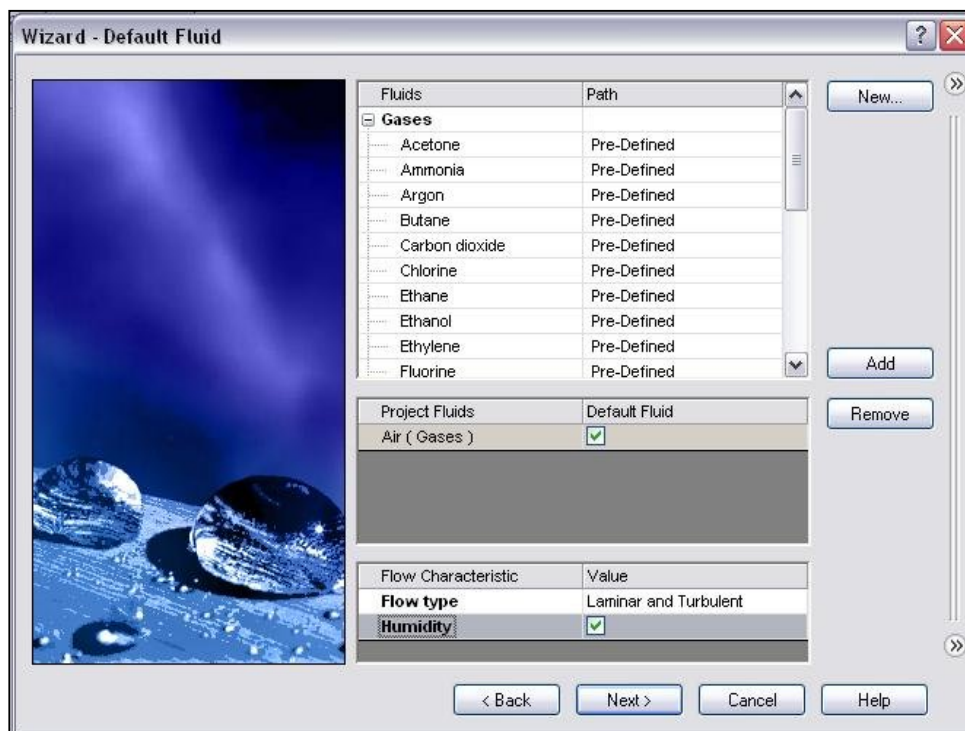 Wizard - Default Fluid
Fluids Path
Gases
Acetone Pre-Defined
Ammonia Pre-Defined
Argon Pre-Defined
Butane Pre-Defined
Carbon dioxide Pre-Defined
Chlorine Pre-Defined
Ethane Pre-Defined
Ethanol Pre-Defined
Ethylene Pre-Defined
Fluorine Pre-Defined
New...
Add
Remove
Project Fluids Default Fluid
Air ( Gases )
Flow Characteristic Value
Flow type Laminar and Turbulent
Humidity
< Back Next > Cancel Help